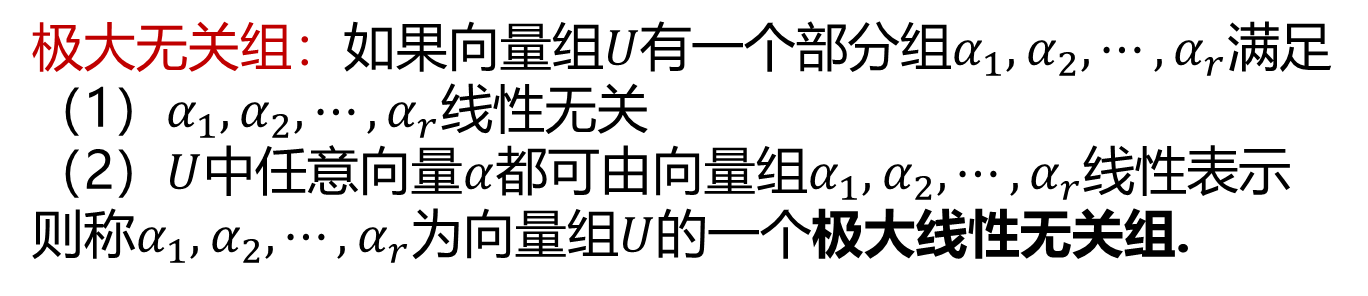 极大无关组：如果向量组𝑈有一个部分组𝛼₁, 𝛼₂, ⋯ , 𝛼ᵣ满足
（1）𝛼₁, 𝛼₂, ⋯ , 𝛼ᵣ线性无关
（2）𝑈中任意向量𝛼都可由向量组𝛼₁, 𝛼₂, ⋯ , 𝛼ᵣ线性表示
则称𝛼₁, 𝛼₂, ⋯ , 𝛼ᵣ为向量组𝑈的一个极大线性无关组.